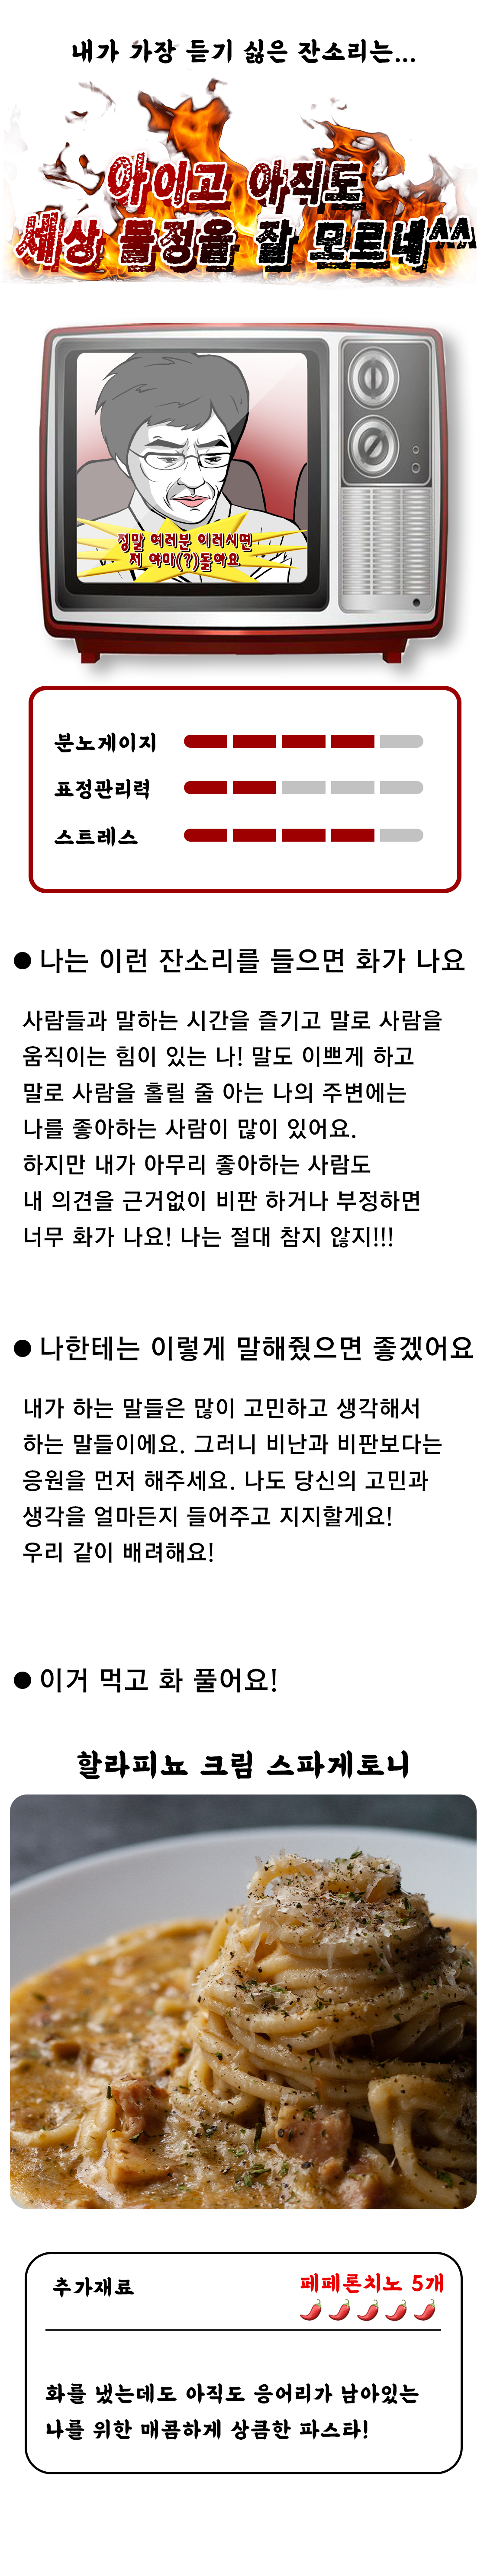 내가 가장 듣기 싫은 잔소리는...
아이고 아직도
세상 물정을 잘 모르네^^
정말 여러분 이러시면
저 야마(?)돌아요
분노게이지
표정관리력
스트레스
● 나는 이런 잔소리를 들으면 화가 나요
사람들과 말하는 시간을 즐기고 말로 사람을
움직이는 힘이 있는 나! 말도 이쁘게 하고
말로 사람을 홀릴 줄 아는 나의 주변에는
나를 좋아하는 사람이 많이 있어요.
하지만 내가 아무리 좋아하는 사람도
내 의견을 근거없이 비판 하거나 부정하면
너무 화가 나요! 나는 절대 참지 않지!!!
● 나한테는 이렇게 말해줬으면 좋겠어요
내가 하는 말들은 많이 고민하고 생각해서
하는 말들이에요. 그러니 비난과 비판보다는
응원을 먼저 해주세요. 나도 당신의 고민과
생각을 얼마든지 들어주고 지지할게요!
우리 같이 배려해요!
● 이거 먹고 화 풀어요!
할라피뇨 크림 스파게토니
추가재료
페페론치노 5개
화를 냈는데도 아직도 응어리가 남아있는
나를 위한 매콤하게 상큼한 파스타!